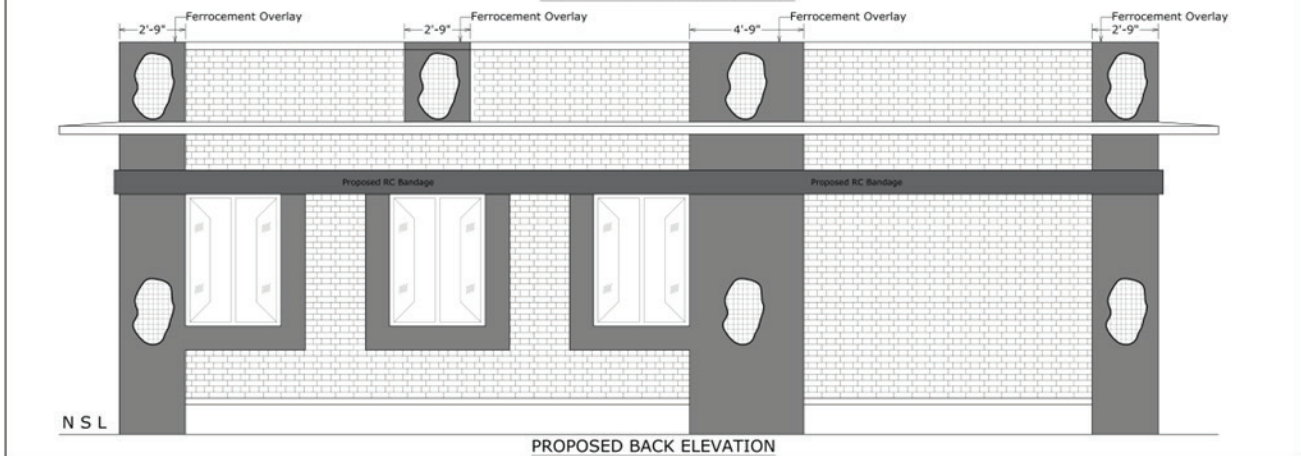 Ferrocement Overlay
Ferrocement Overlay
Ferrocement Overlay
Ferrocement Overlay
2'-9"
2'-9"
4'-9"
2'-9"
Proposed RC Bandage
Proposed RC Bandage
N S L
PROPOSED BACK ELEVATION